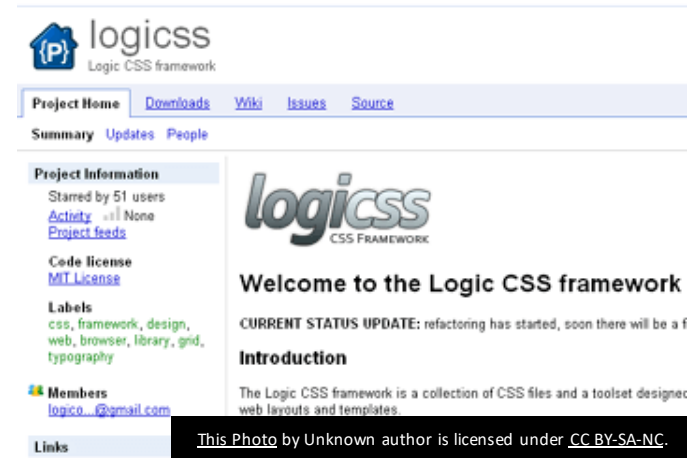 {P}
logicss
Logic CSS framework
Project Home Downloads Wiki Issues Source
Summary Updates People
Project Information
Starred by 51 users
Activity None
Project feeds
Code license
MIT License
Labels
css, framework, design,
web, browser, library, grid,
typography
Members
logico...@gmail.com
Links
logicss
CSS FRAMEWORK
Welcome to the Logic CSS framework
CURRENT STATUS UPDATE: refactoring has started, soon there will be a f
Introduction
The Logic CSS framework is a collection of CSS files and a toolset designed
web layouts and templates.
This Photo by Unknown author is licensed under CC BY-SA-NC.